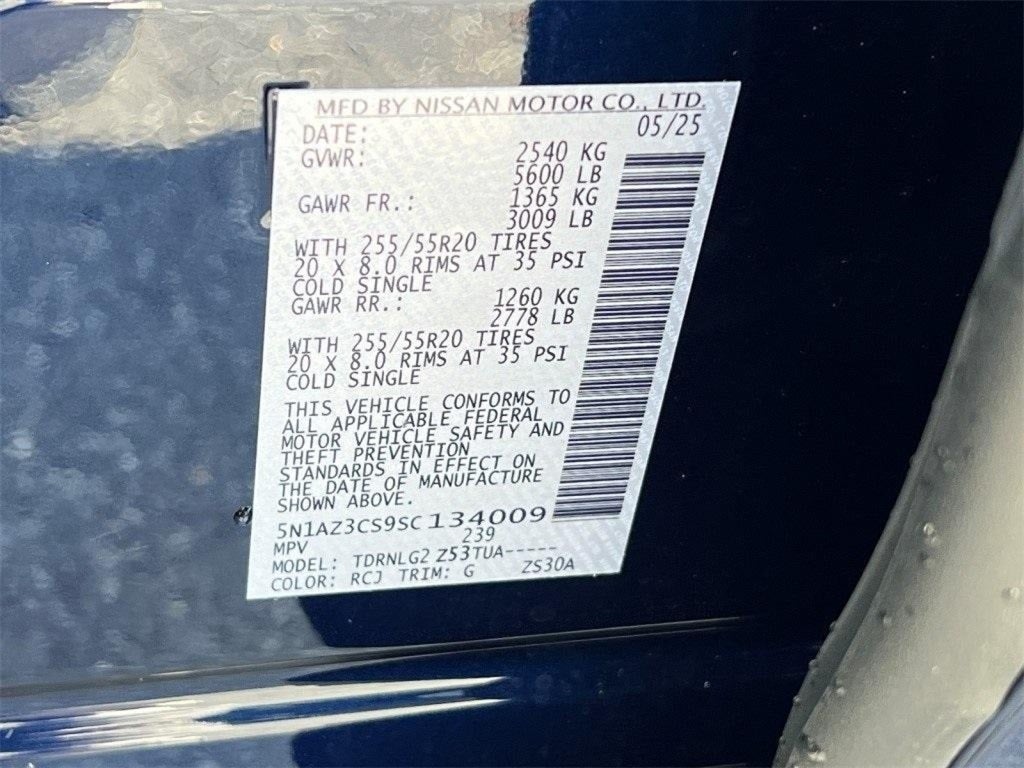 MFD BY NISSAN MOTOR CO., LTD.
DATE: 05/25
GVWR: 2540 KG
5600 LB
GAWR FR.: 1365 KG
3009 LB
WITH 255/55R20 TIRES
20 X 8.0 RIMS AT 35 PSI
COLD SINGLE
GAWR RR.: 1260 KG
2778 LB
WITH 255/55R20 TIRES
20 X 8.0 RIMS AT 35 PSI
COLD SINGLE
THIS VEHICLE CONFORMS TO
ALL APPLICABLE FEDERAL
MOTOR VEHICLE SAFETY AND
THEFT PREVENTION
STANDARDS IN EFFECT ON
THE DATE OF MANUFACTURE
SHOWN ABOVE.
5N1AZ3CS9SC134009
MPV 239
MODEL: TDRNLG2 Z53TUA-----
COLOR: RCJ TRIM: G ZS30A